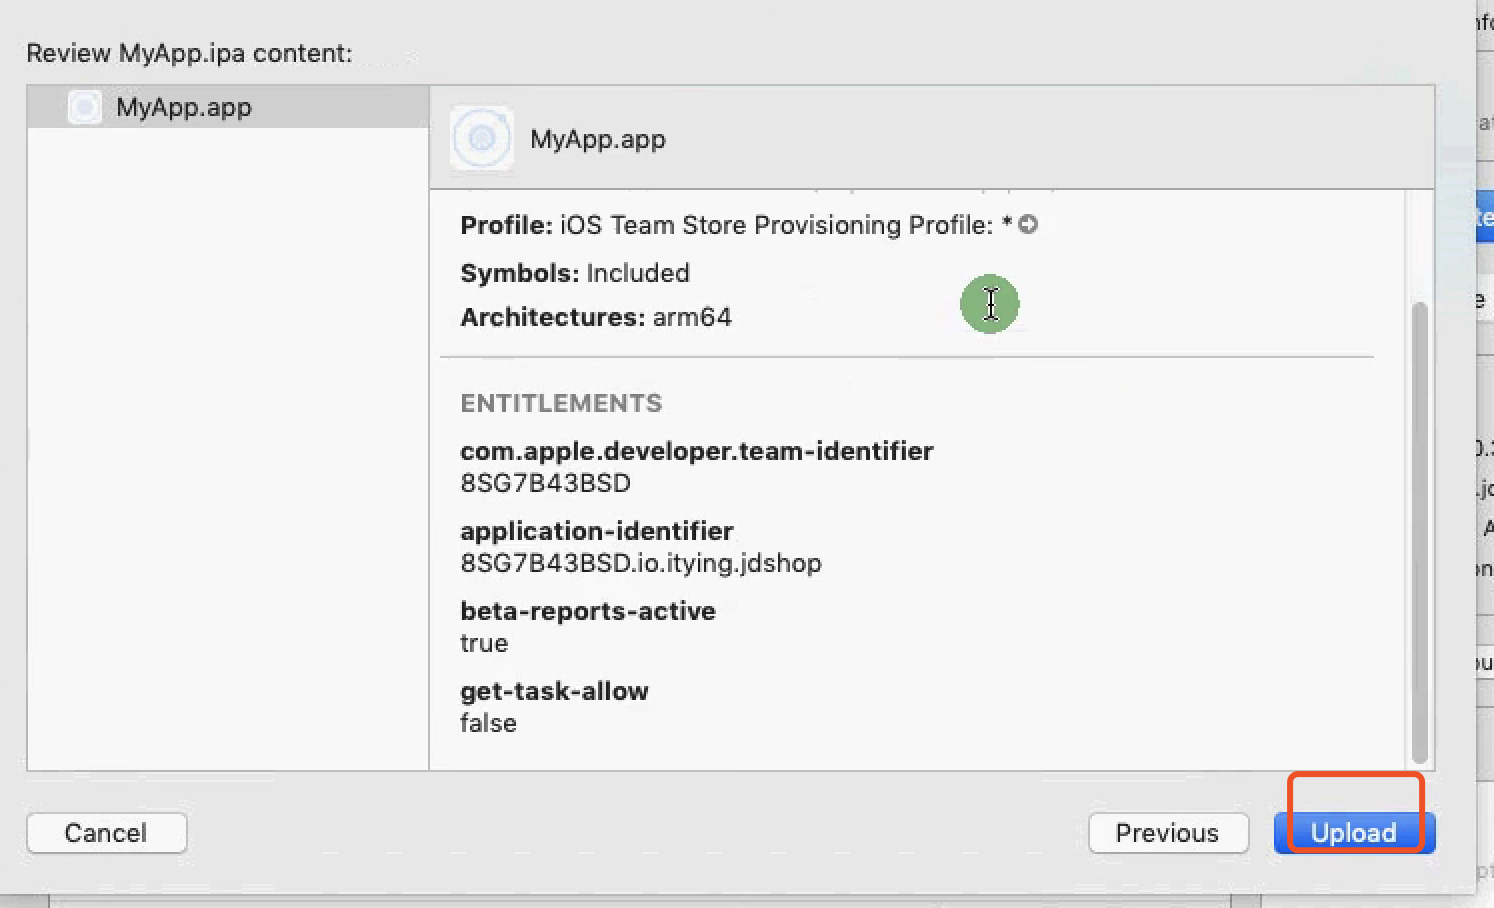 Review MyApp.ipa content:
MyApp.app
MyApp.app
Profile: iOS Team Store Provisioning Profile: *
Symbols: Included
Architectures: arm64
ENTITLEMENTS
com.apple.developer.team-identifier
8SG7B43BSD
application-identifier
8SG7B43BSD.io.itying.jdshop
beta-reports-active
true
get-task-allow
false
Cancel
Previous
Upload